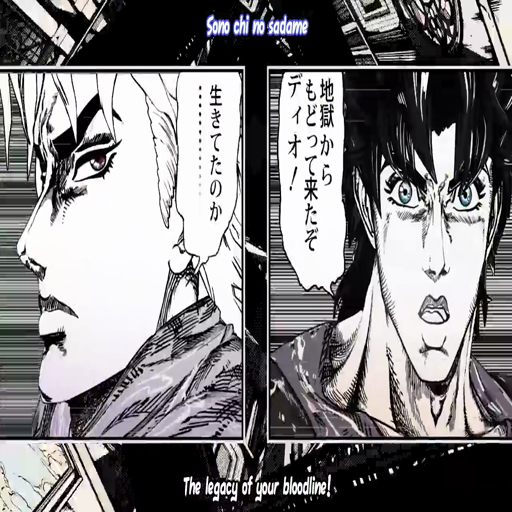 Sono chi no sadame
地獄から
もどって来たぞ
ディオ！
生きてたのか
…………
The legacy of your bloodline!